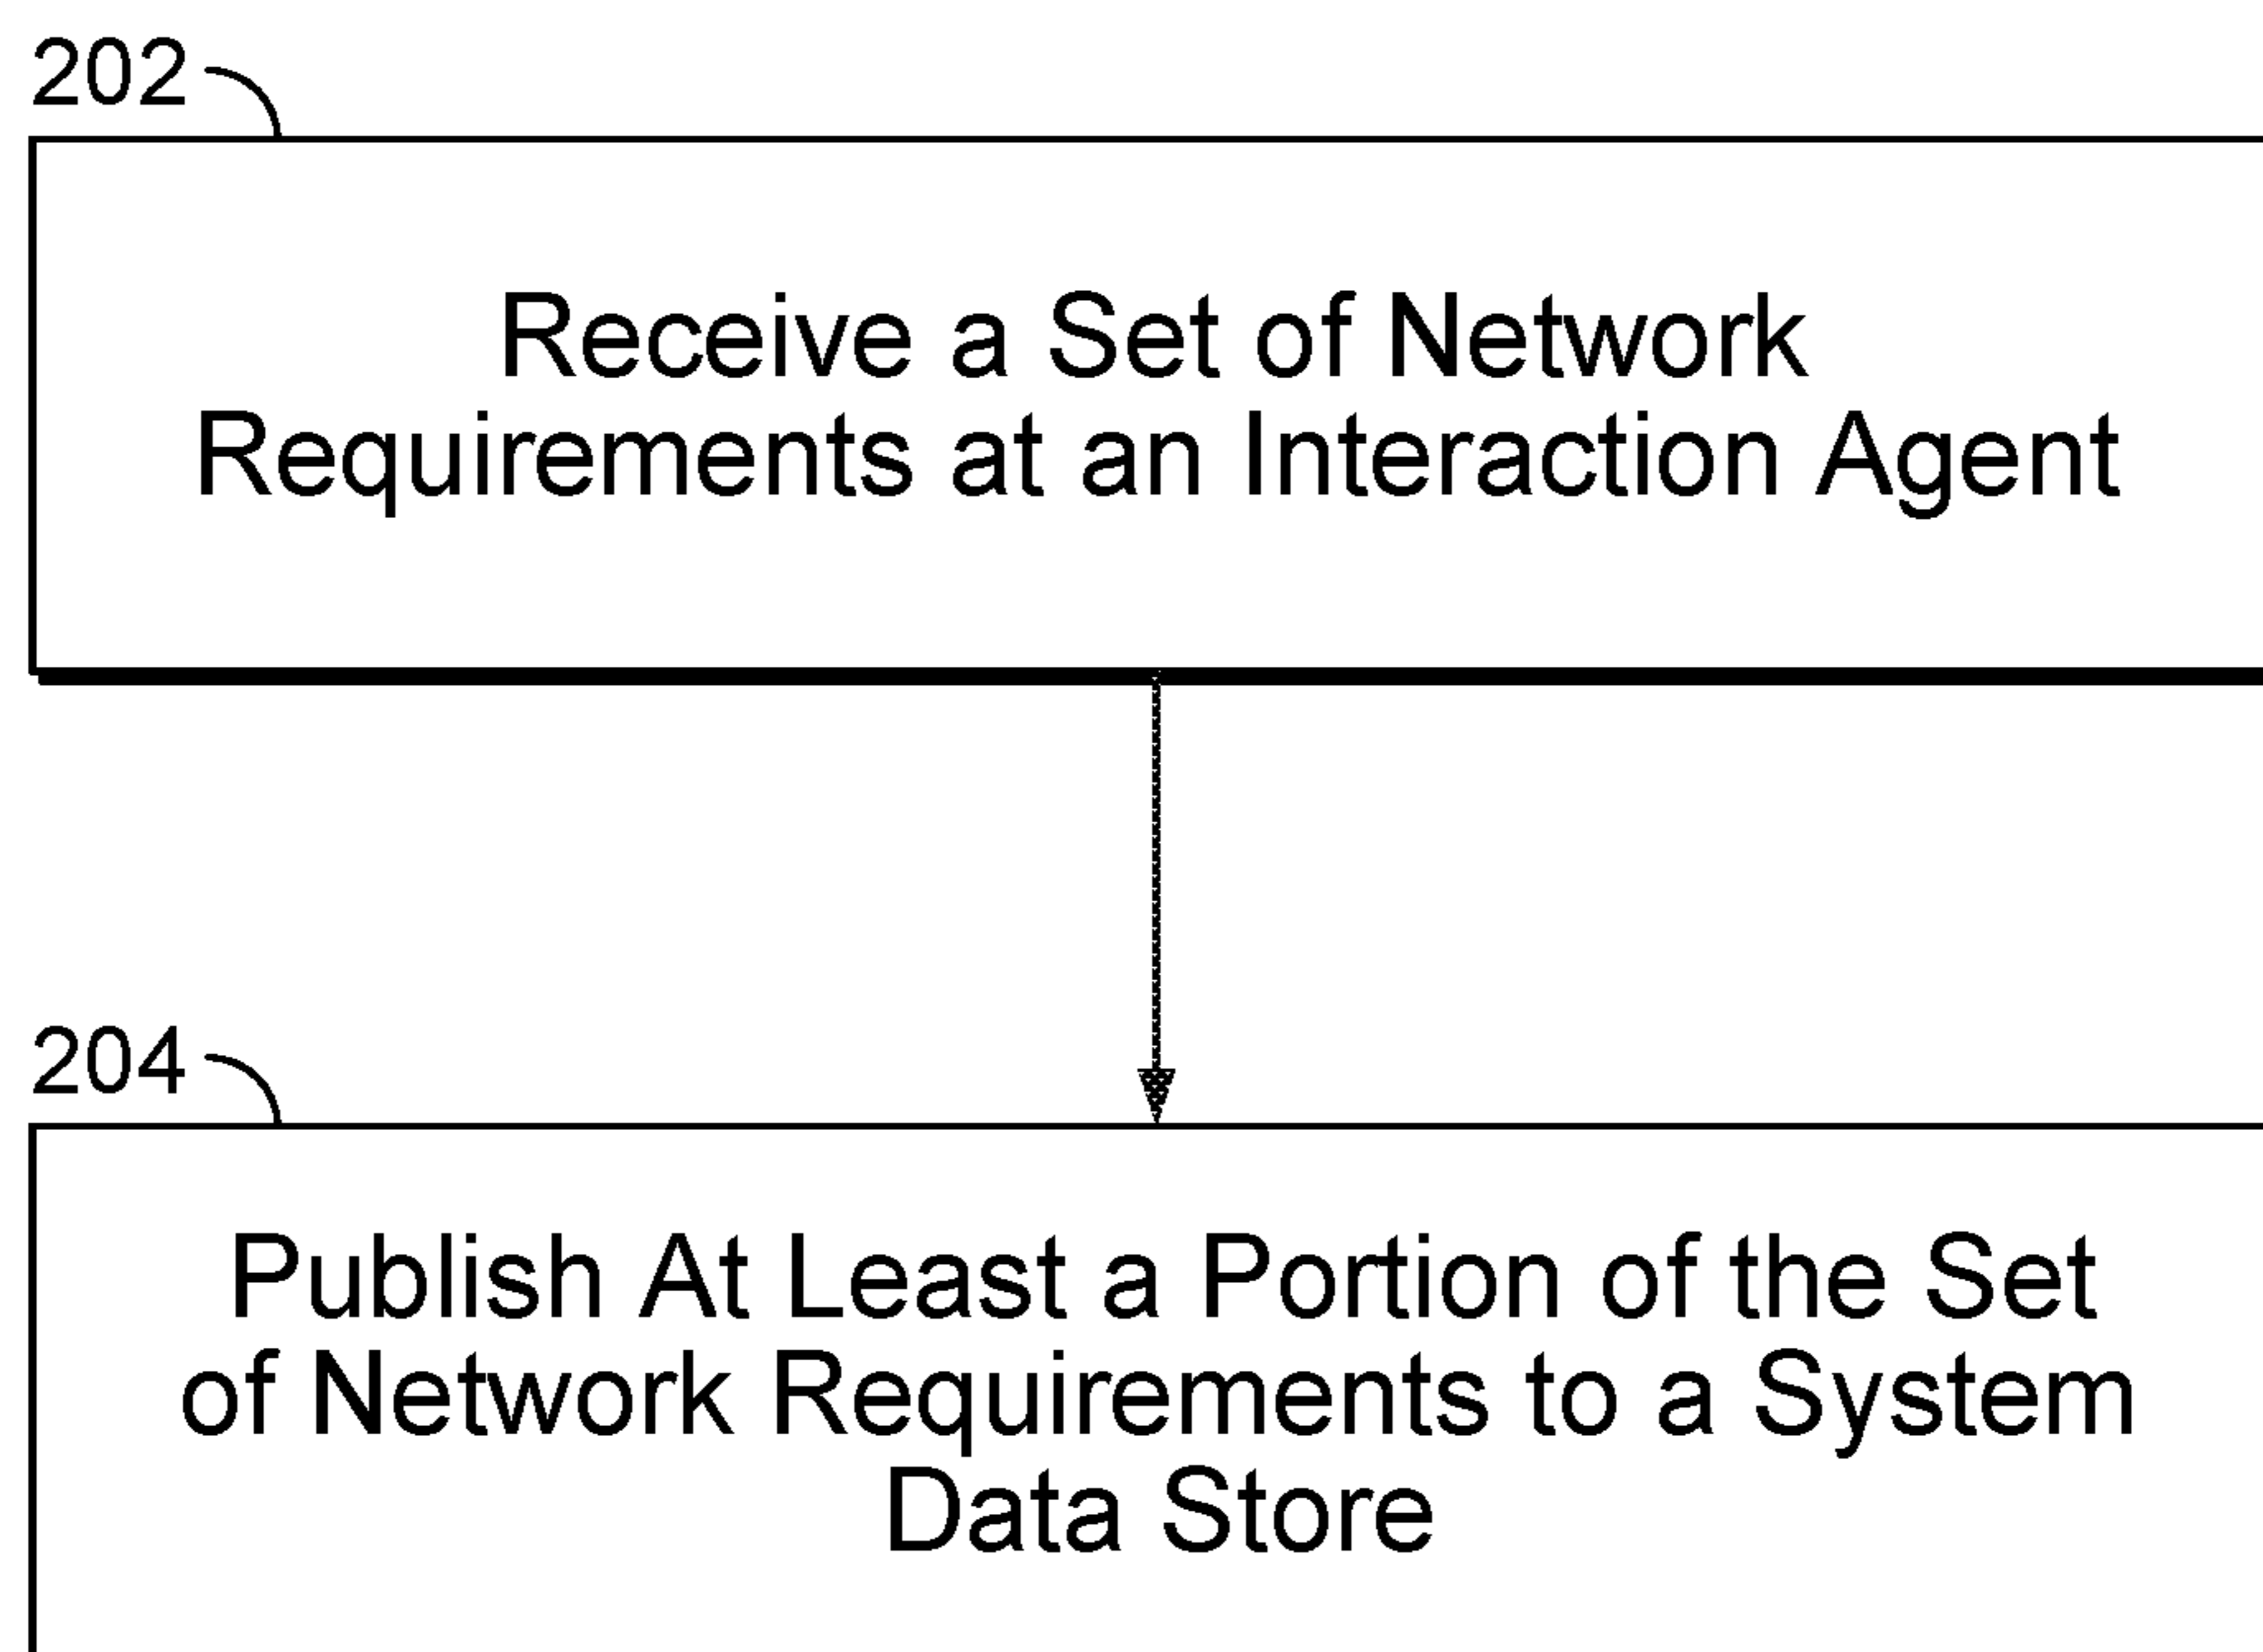 202
Receive a Set of Network
Requirements at an Interaction Agent
204
Publish At Least a Portion of the Set
of Network Requirements to a System
Data Store